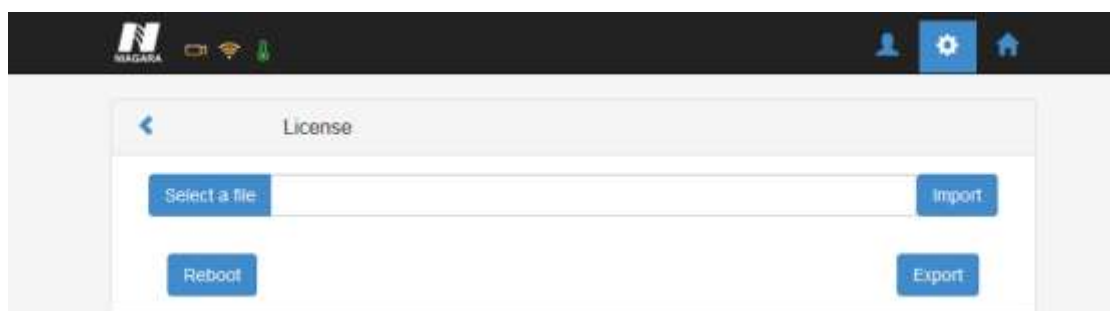 NIAGARA
License
Select a file
Import
Reboot
Export